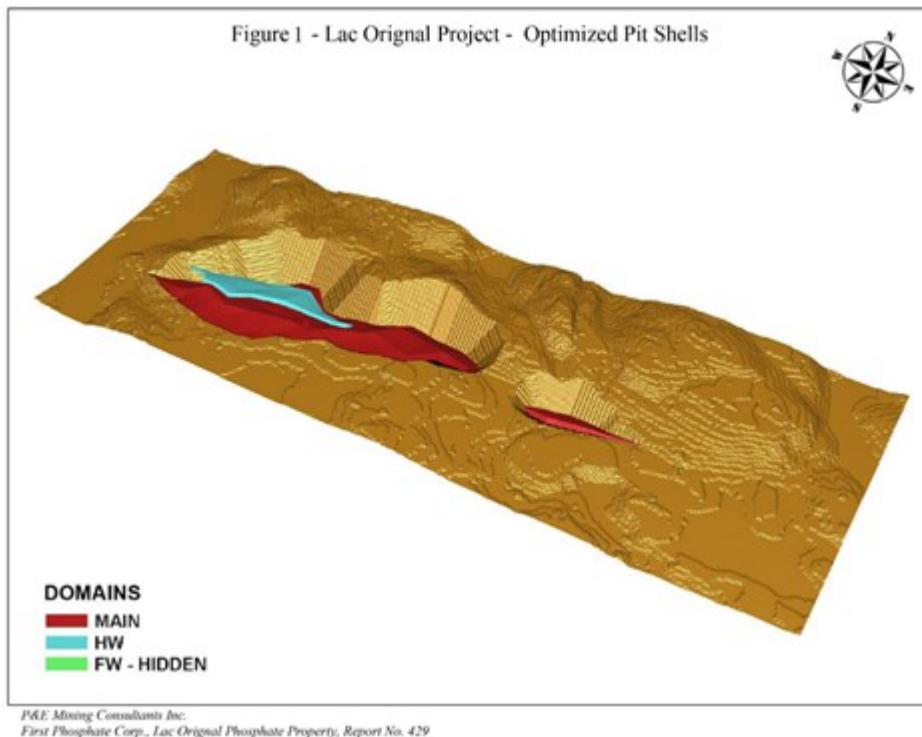 Figure 1 - Lac Orignal Project - Optimized Pit Shells
N
W
E
S
DOMAINS
MAIN
HW
FW - HIDDEN
P&E Mining Consultants Inc.
First Phosphate Corp., Lac Orignal Phosphate Property, Report No. 429